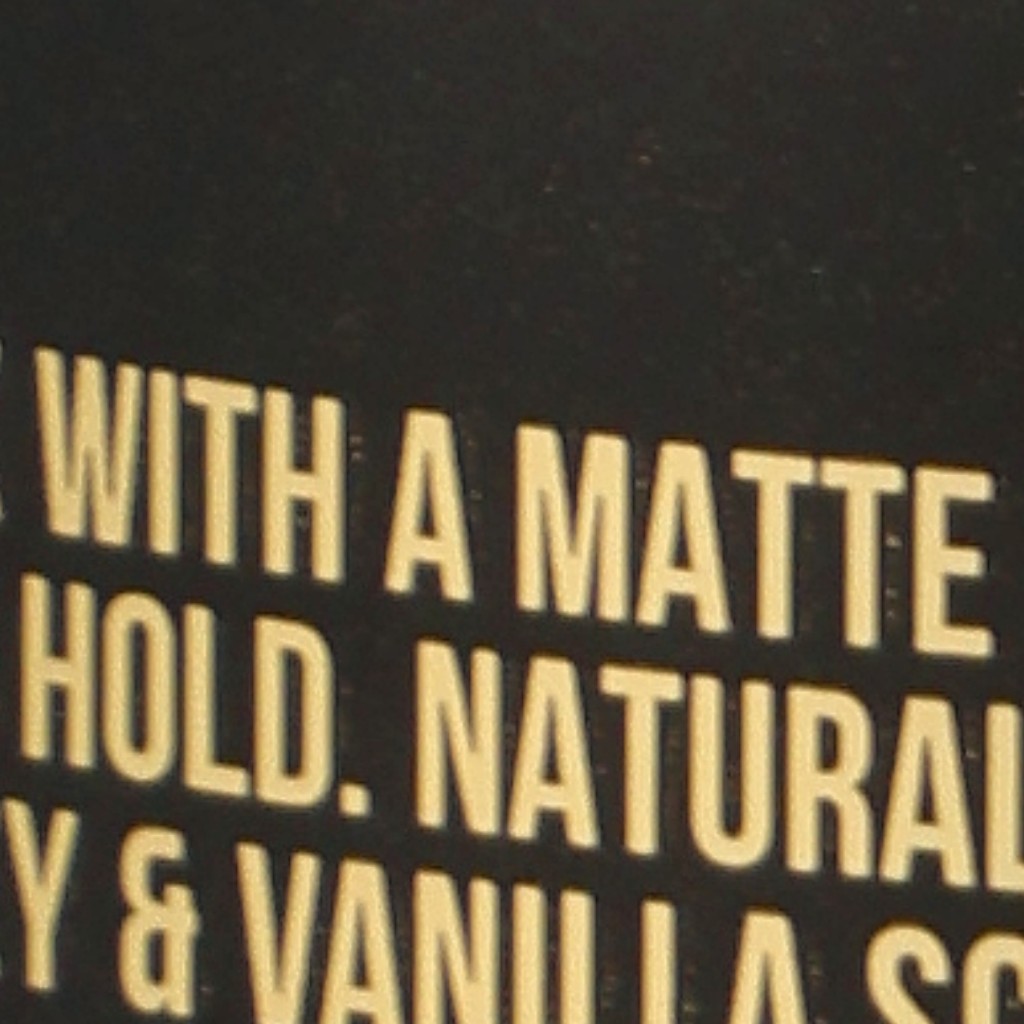 WITH A MATTE
HOLD. NATURAL
& VANILLA